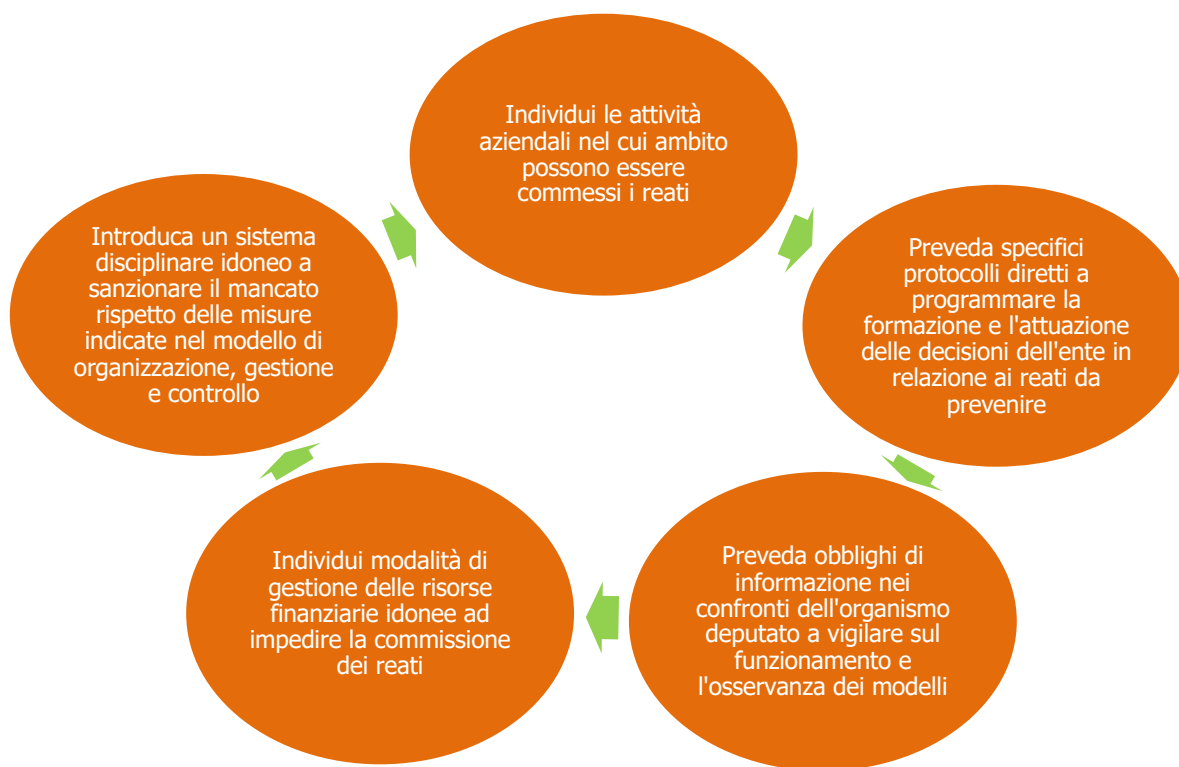 Individui le attività
aziendali nel cui ambito
possono essere
commessi i reati
Preveda specifici
protocolli diretti a
programmare la
formazione e l'attuazione
delle decisioni dell'ente in
relazione ai reati da
prevenire
Preveda obblighi di
informazione nei
confronti dell'organismo
deputato a vigilare sul
funzionamento e
l'osservanza dei modelli
Individui modalità di
gestione delle risorse
finanziarie idonee ad
impedire la commissione
dei reati
Introduca un sistema
disciplinare idoneo a
sanzionare il mancato
rispetto delle misure
indicate nel modello di
organizzazione, gestione
e controllo